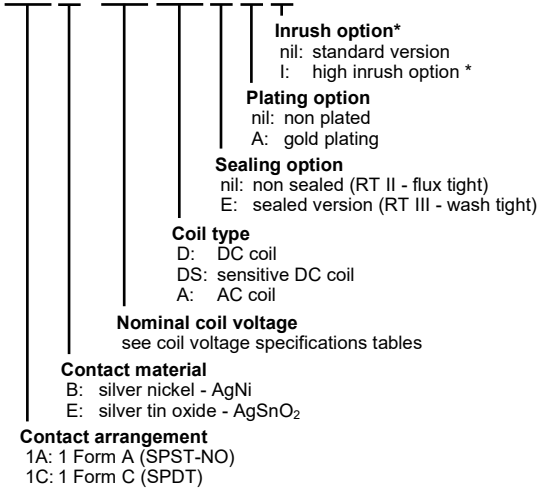 Inrush option*
nil: standard version
I: high inrush option *
Plating option
nil: non plated
A: gold plating
Sealing option
nil: non sealed (RT II - flux tight)
E: sealed version (RT III - wash tight)
Coil type
D: DC coil
DS: sensitive DC coil
A: AC coil
Nominal coil voltage
see coil voltage specifications tables
Contact material
B: silver nickel - AgNi
E: silver tin oxide - AgSnO₂
Contact arrangement
1A: 1 Form A (SPST-NO)
1C: 1 Form C (SPDT)